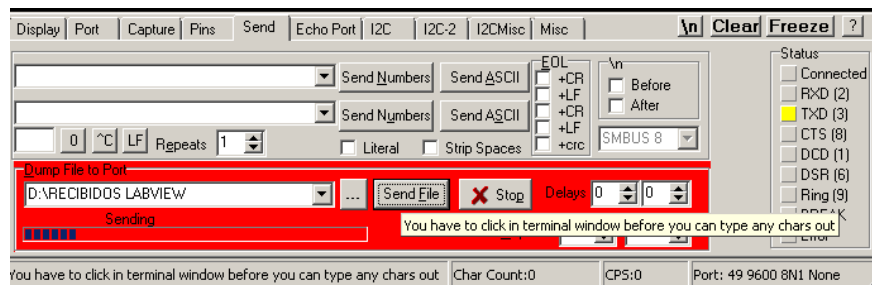 Display Port Capture Pins Send Echo Port I2C I2C-2 I2CMisc Misc \n Clear Freeze ?
Status
EOL \n
Send Numbers Send ASCII +CR Before Connected
+LF After RXD (2)
Send Numbers Send ASCII +CR TXD (3)
+LF CTS (8)
0 ^C LF Repeats 1 Literal Strip Spaces +crc SMBUS 8 DCD (1)
Dump File to Port DSR (6)
D:\RECIBIDOS LABVIEW ... Send File Stop Delays 0 0 Ring (9)
Sending BREAK
You have to click in terminal window before you can type any chars out
Error
You have to click in terminal window before you can type any chars out Char Count:0 CPS:0 Port: 49 9600 8N1 None